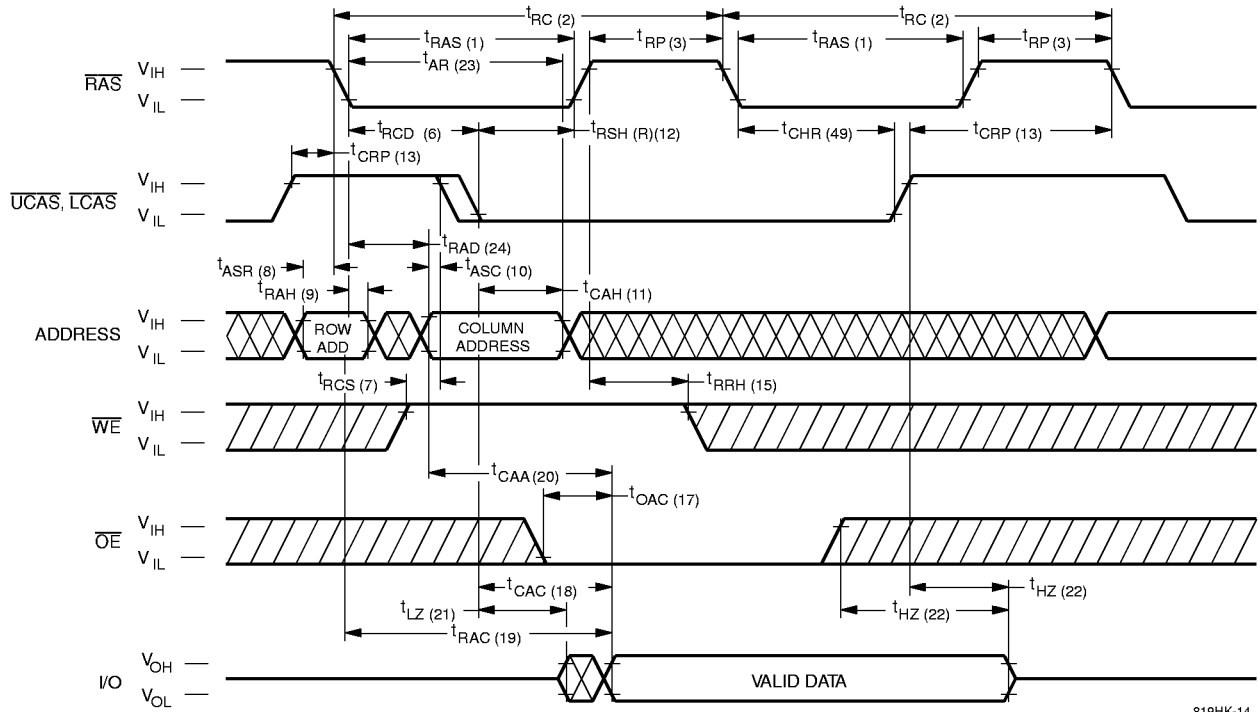 tRC (2) tRC (2)
tRAS (1) tRP (3) tRAS (1) tRP (3)
tAR (23)
RAS VIH
VIL
tRCD (6) tRSH (R)(12) tCHR (49) tCRP (13)
tCRP (13)
UCAS, LCAS VIH
VIL
tRAD (24)
tASR (8) tASC (10)
tRAH (9) tCAH (11)
ADDRESS VIH
VIL
ROW
ADD
COLUMN
ADDRESS
tRCS (7) tRRH (15)
WE VIH
VIL
tCAA (20)
tOAC (17)
OE VIH
VIL
tCAC (18) tHZ (22)
tLZ (21) tHZ (22)
tRAC (19)
I/O VOH
VOL
VALID DATA
819HK-14